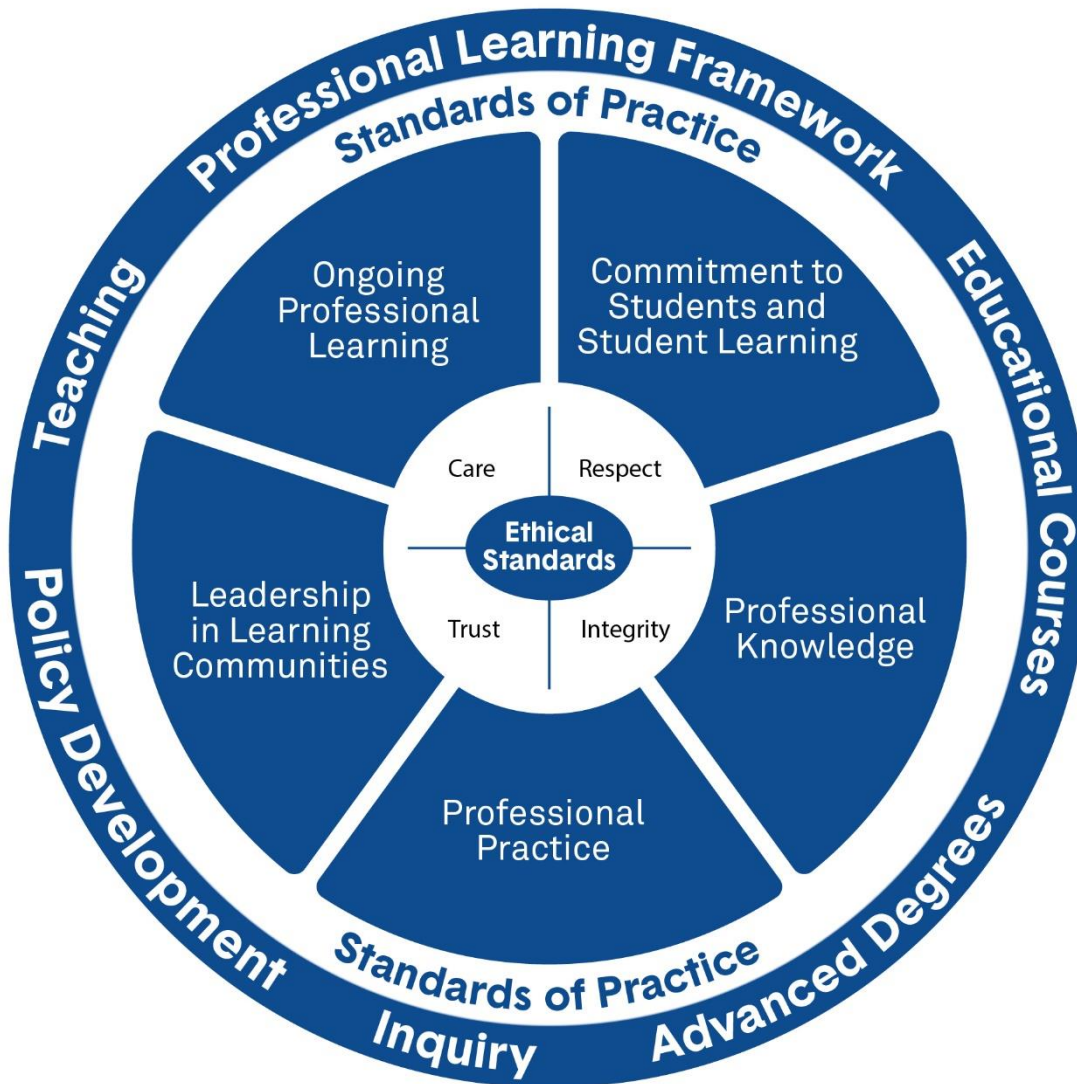 Professional Learning Framework
Educational Courses
Advanced Degrees
Inquiry
Policy Development
Teaching
Standards of Practice
Ongoing
Professional
Learning
Commitment to
Students and
Student Learning
Professional
Knowledge
Professional
Practice
Leadership
in Learning
Communities
Care
Respect
Ethical
Standards
Trust
Integrity
Standards of Practice